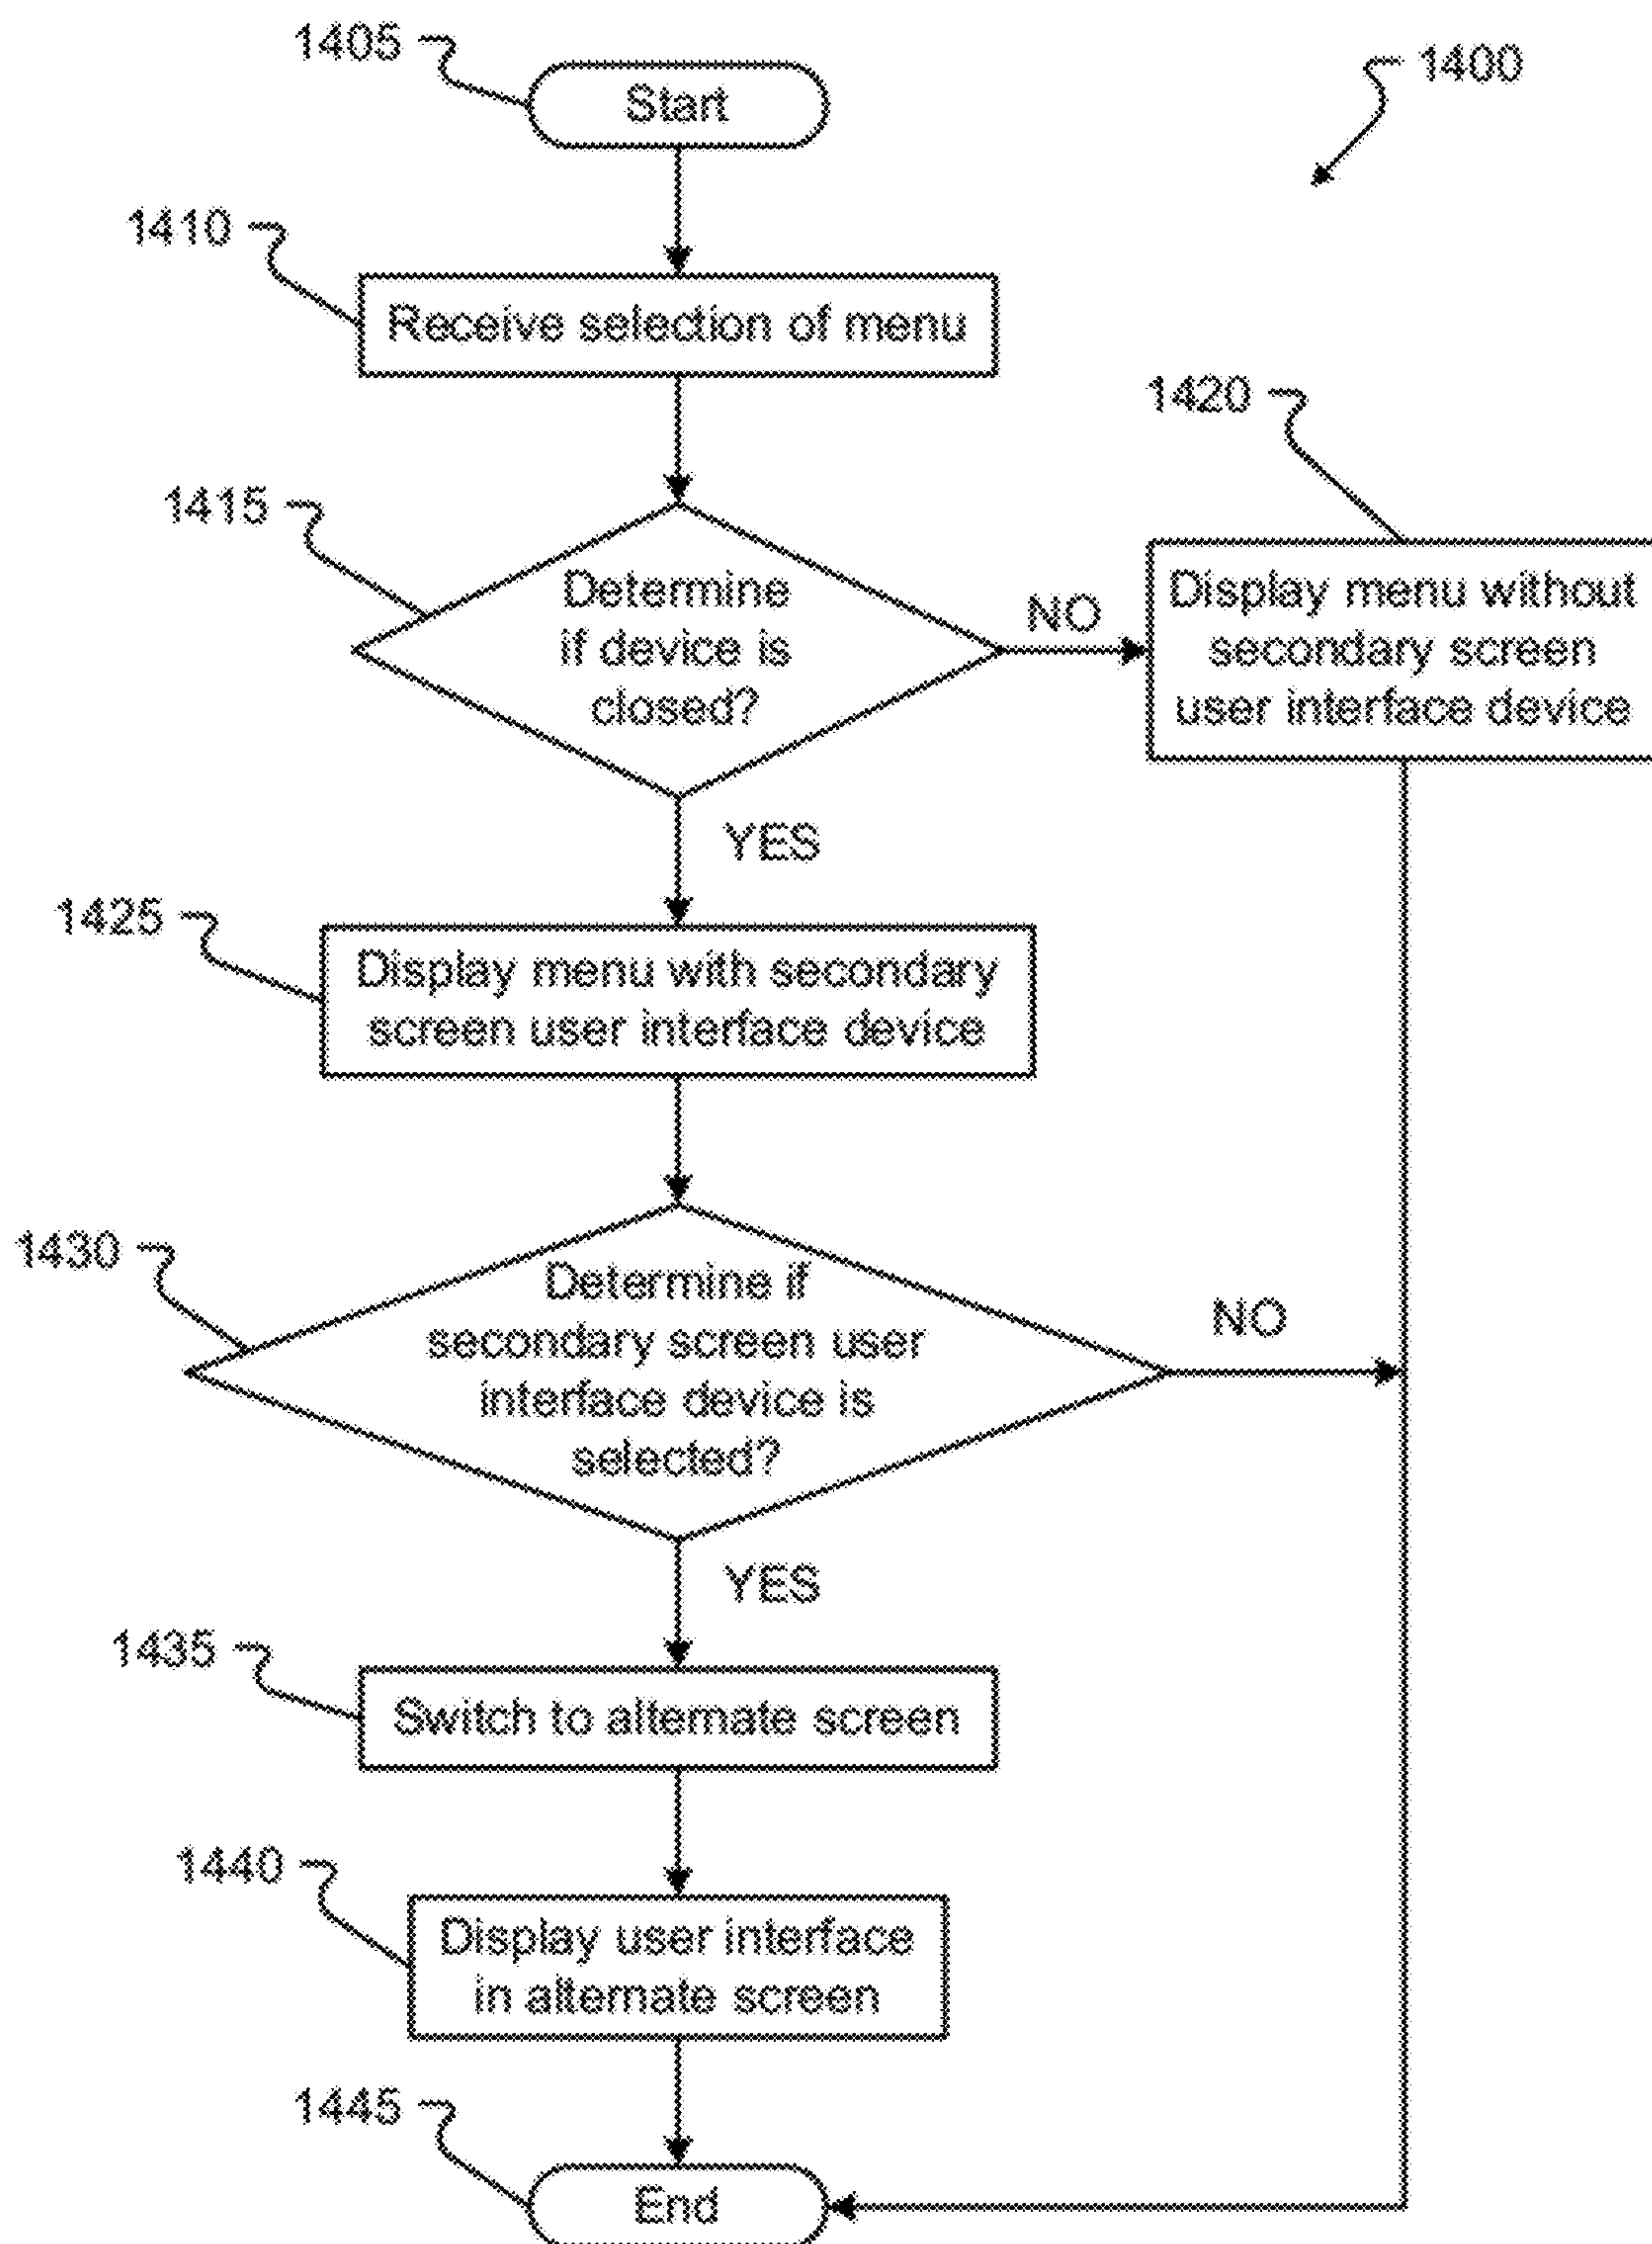 1405
Start
1400
1410
Receive selection of menu
1420
1415
Determine
if device is
closed?
NO
Display menu without
secondary screen
user interface device
YES
1425
Display menu with secondary
screen user interface device
1430
Determine if
secondary screen user
interface device is
selected?
NO
YES
1435
Switch to alternate screen
1440
Display user interface
in alternate screen
1445
End